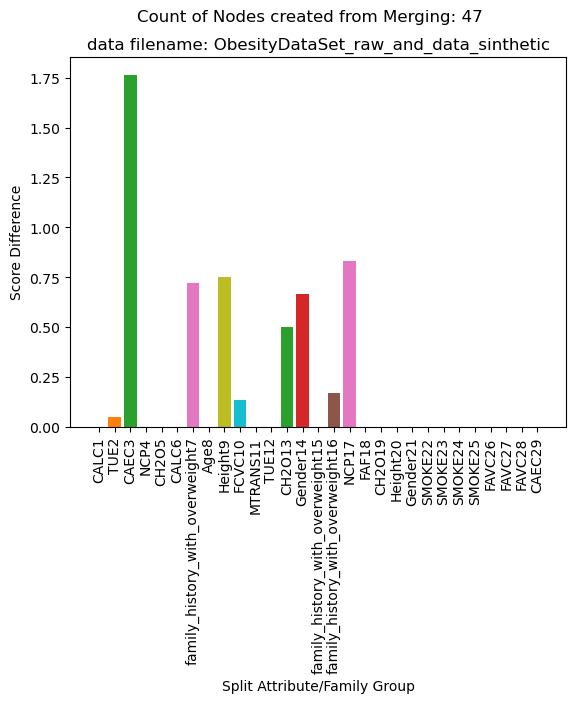 Count of Nodes created from Merging: 47
data filename: ObesityDataSet_raw_and_data_sinthetic
Score Difference
1.75
1.50
1.25
1.00
0.75
0.50
0.25
0.00
CALC1
TUE2
CAEC3
NCP4
CH2O5
CALC6
family_history_with_overweight7
Age8
Height9
FCVC10
MTRANS11
TUE12
CH2O13
Gender14
family_history_with_overweight15
family_history_with_overweight16
NCP17
FAF18
CH2O19
Height20
Gender21
SMOKE22
SMOKE23
SMOKE24
SMOKE25
FAVC26
FAVC27
FAVC28
CAEC29
Split Attribute/Family Group